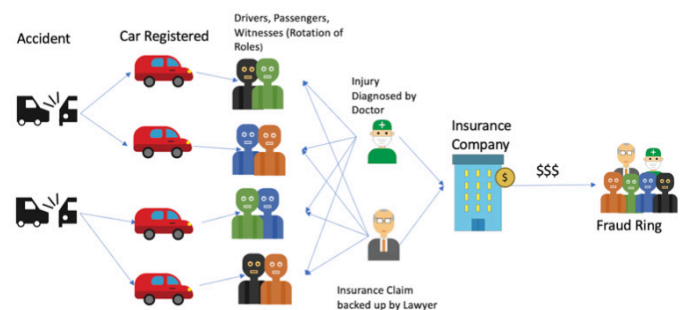 Accident
Car Registered
Drivers, Passengers,
Witnesses (Rotation of
Roles)
Injury
Diagnosed by
Doctor
Insurance Claim
backed up by Lawyer
Insurance
Company
$
$$$
Fraud Ring